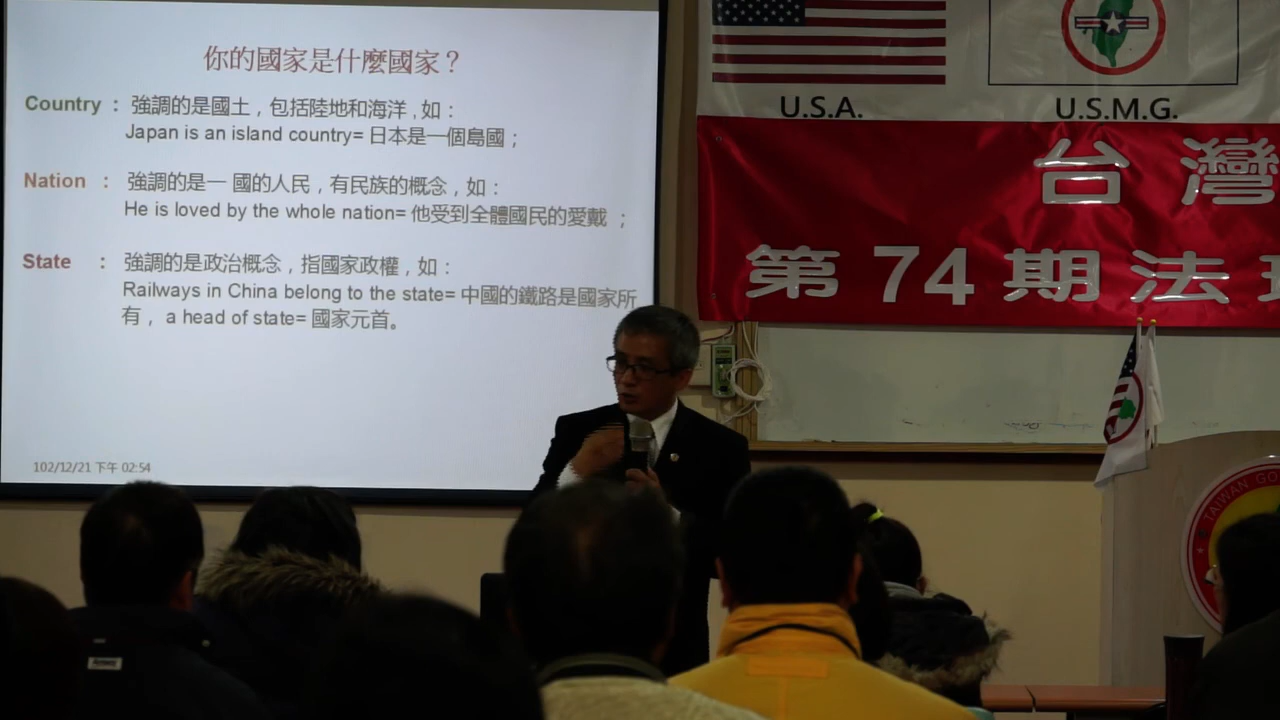 你的國家是什麼國家？
Country ： 強調的是國土，包括陸地和海洋，如：
Japan is an island country= 日本是一個島國；
Nation ： 強調的是一 國的人民，有民族的概念，如：
He is loved by the whole nation= 他受到全體國民的愛戴 ；
State ： 強調的是政治概念，指國家政權，如：
Railways in China belong to the state= 中國的鐵路是國家所
有， a head of state= 國家元首。
102/12/21 下午 02:54
U.S.A.
U.S.M.G.
台灣
第74期法理
TAIWAN GO